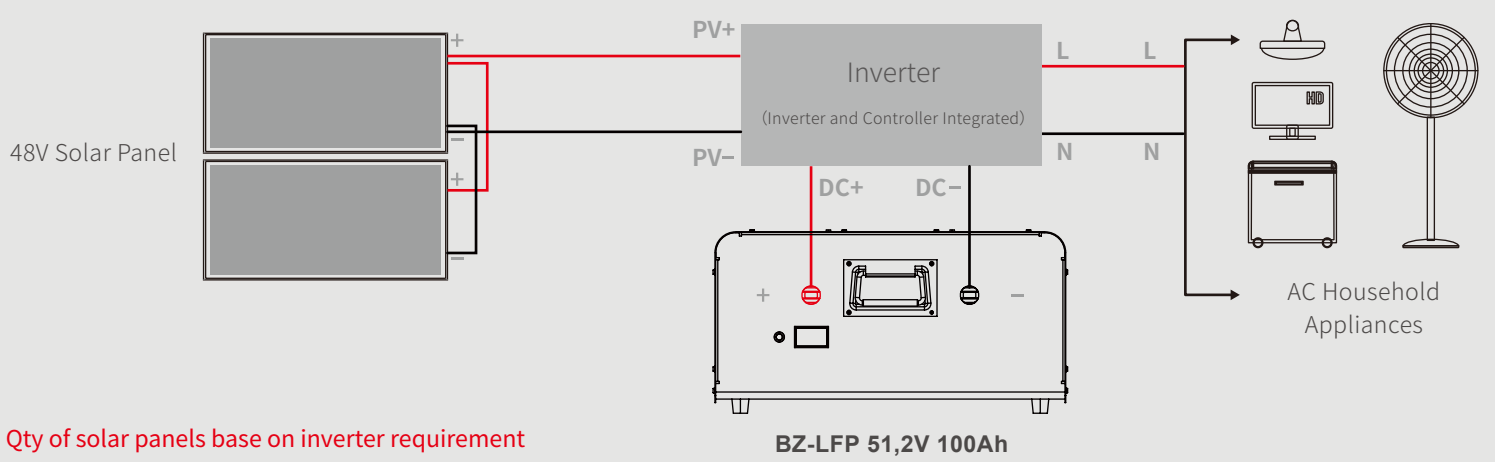 48V Solar Panel
+
−
+
−
PV+
PV−
Inverter
(Inverter and Controller Integrated)
DC+
DC−
L
L
N
N
HD
+
−
AC Household
Appliances
Qty of solar panels base on inverter requirement
BZ-LFP 51,2V 100Ah